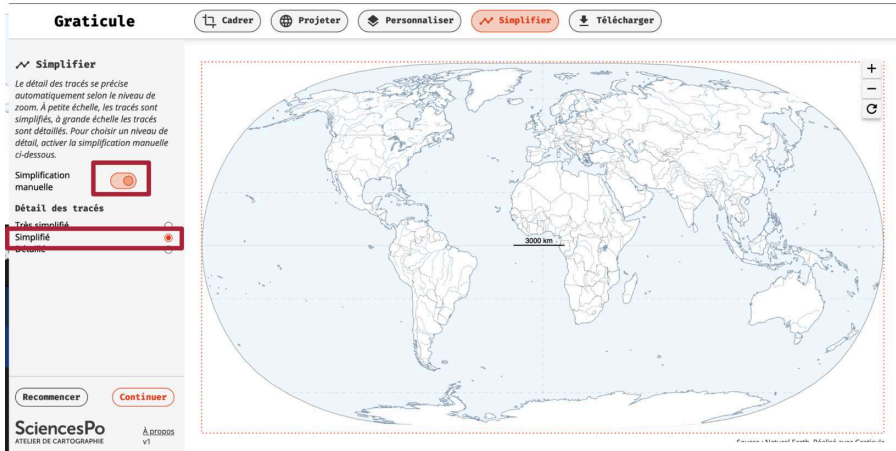 Graticule
Cadrer
Projeter
Personnaliser
Simplifier
Télécharger
Simplifier
Le détail des tracés se précise
automatiquement selon le niveau de
zoom. À petite échelle, les tracés sont
simplifiés, à grande échelle les tracés
sont détaillés. Pour choisir un niveau de
détail, activer la simplification manuelle
ci-dessous.
Simplification
manuelle
Détail des tracés
Très simplifié
Simplifié
Détaillé
3000 km
Recommencer
Continuer
SciencesPo
ATELIER DE CARTOGRAPHIE
À propos
v1
Source : Natural Earth. Réalisé avec Graticule